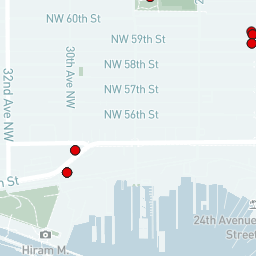 NW 60th St
NW 59th St
NW 58th St
NW 57th St
NW 56th St
30th Ave NW
32nd Ave NW
St
24th Avenue
Street
Hiram M.